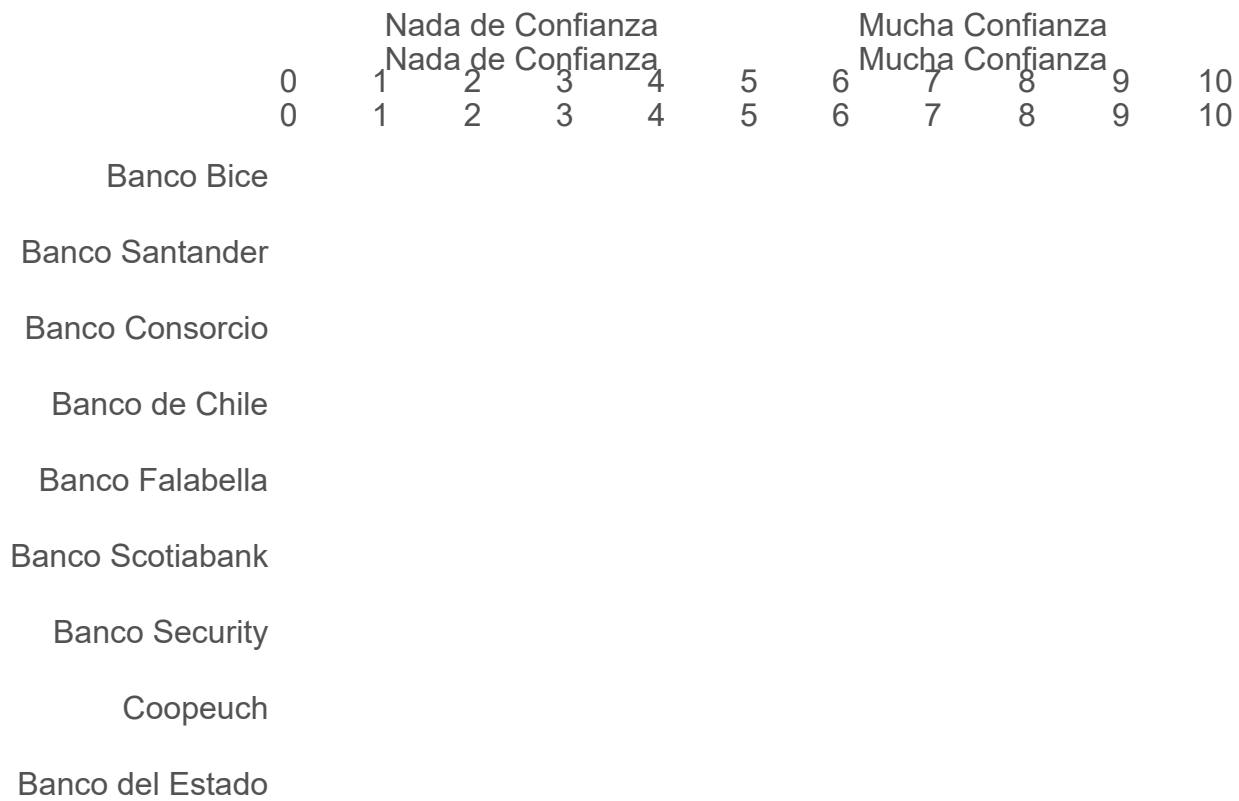 Nada de Confianza Mucha Confianza
Nada de Confianza Mucha Confianza
0 1 2 3 4 5 6 7 8 9 10
0 1 2 3 4 5 6 7 8 9 10
Banco Bice
Banco Santander
Banco Consorcio
Banco de Chile
Banco Falabella
Banco Scotiabank
Banco Security
Coopeuch
Banco del Estado